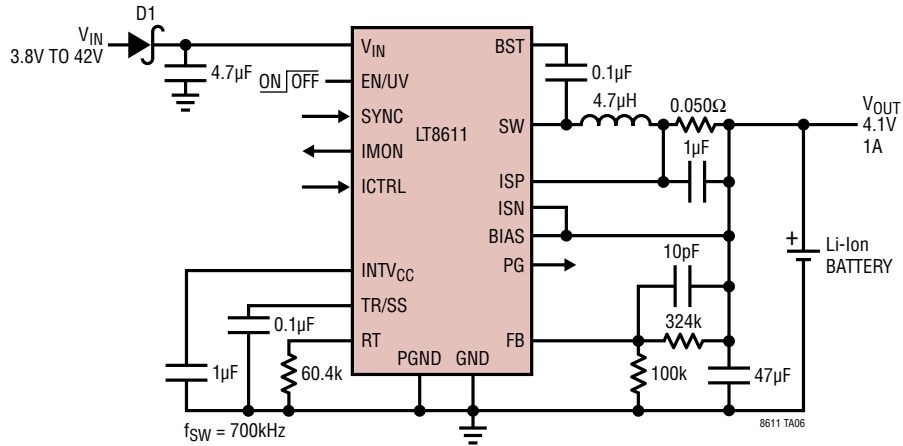 D1
VIN
3.8V TO 42V
4.7µF
ON OFF
VIN
EN/UV
SYNC
IMON
ICTRL
INTVCC
TR/SS
RT
LT8611
PGND
GND
BST
SW
ISP
ISN
BIAS
PG
FB
0.1µF
4.7µH
0.050Ω
1µF
VOUT
4.1V
1A
+
Li-Ion
BATTERY
10pF
324k
100k
47µF
0.1µF
1µF
60.4k
fSW = 700kHz
8611 TA06